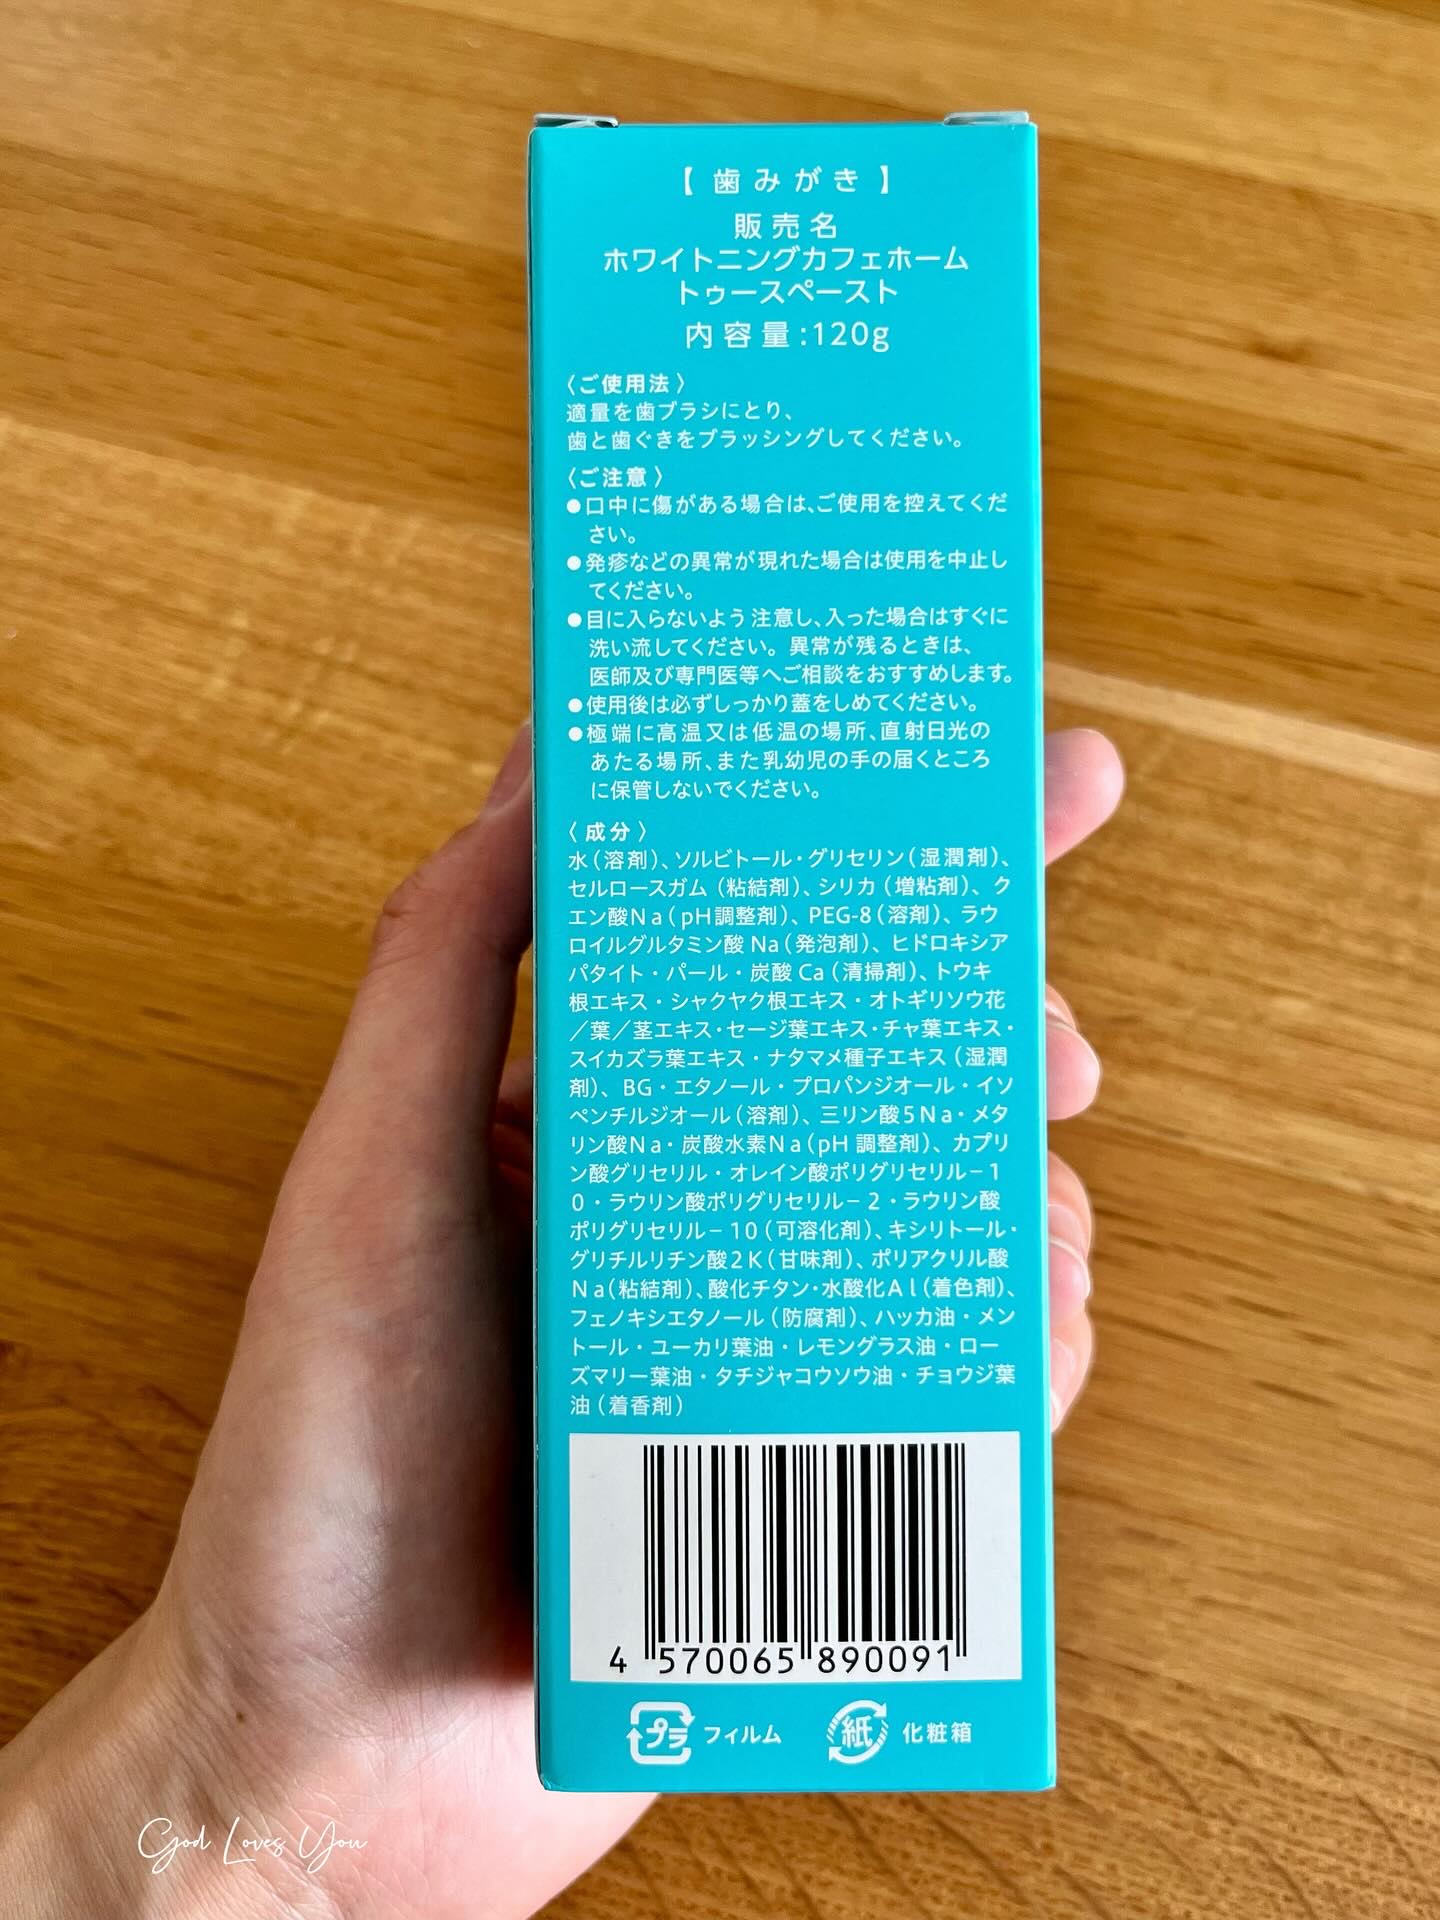 【歯みがき】
販売名
ホワイトニングカフェホーム
トゥースペースト
内容量:120g
〈ご使用法〉
適量を歯ブラシにとり、
歯と歯ぐきをブラッシングしてください。
〈ご注意〉
●口中に傷がある場合は、ご使用を控えてくだ
さい。
●発疹などの異常が現れた場合は使用を中止し
てください。
●目に入らないよう注意し、入った場合はすぐに
洗い流してください。異常が残るときは、
医師及び専門医等へご相談をおすすめします。
●使用後は必ずしっかり蓋をしめてください。
●極端に高温又は低温の場所、直射日光の
あたる場所、また乳幼児の手の届くところ
に保管しないでください。
〈成分〉
水（溶剤）、ソルビトール・グリセリン（湿潤剤）、
セルロースガム（粘結剤）、シリカ（増粘剤）、ク
エン酸Na（pH調整剤）、PEG-8（溶剤）、ラウ
ロイルグルタミン酸Na（発泡剤）、ヒドロキシア
パタイト・パール・炭酸Ca（清掃剤）、トウキ
根エキス・シャクヤク根エキス・オトギリソウ花
／葉／茎エキス・セージ葉エキス・チャ葉エキス・
スイカズラ葉エキス・ナタマメ種子エキス（湿潤
剤）、BG・エタノール・プロパンジオール・イソ
ペンチルジオール（溶剤）、三リン酸5Na・メタ
リン酸Na・炭酸水素Na（pH調整剤）、カプリ
ン酸グリセリル・オレイン酸ポリグリセリル－1
0・ラウリン酸ポリグリセリル－2・ラウリン酸
ポリグリセリル－10（可溶化剤）、キシリトール・
グリチルリチン酸2K（甘味剤）、ポリアクリル酸
Na（粘結剤）、酸化チタン・水酸化Al（着色剤）、
フェノキシエタノール（防腐剤）、ハッカ油・メン
トール・ユーカリ葉油・レモングラス油・ロー
ズマリー葉油・タチジャコウソウ油・チョウジ葉
油（着香剤）
4 570065 890091
プラ フィルム 紙 化粧箱
God Loves You